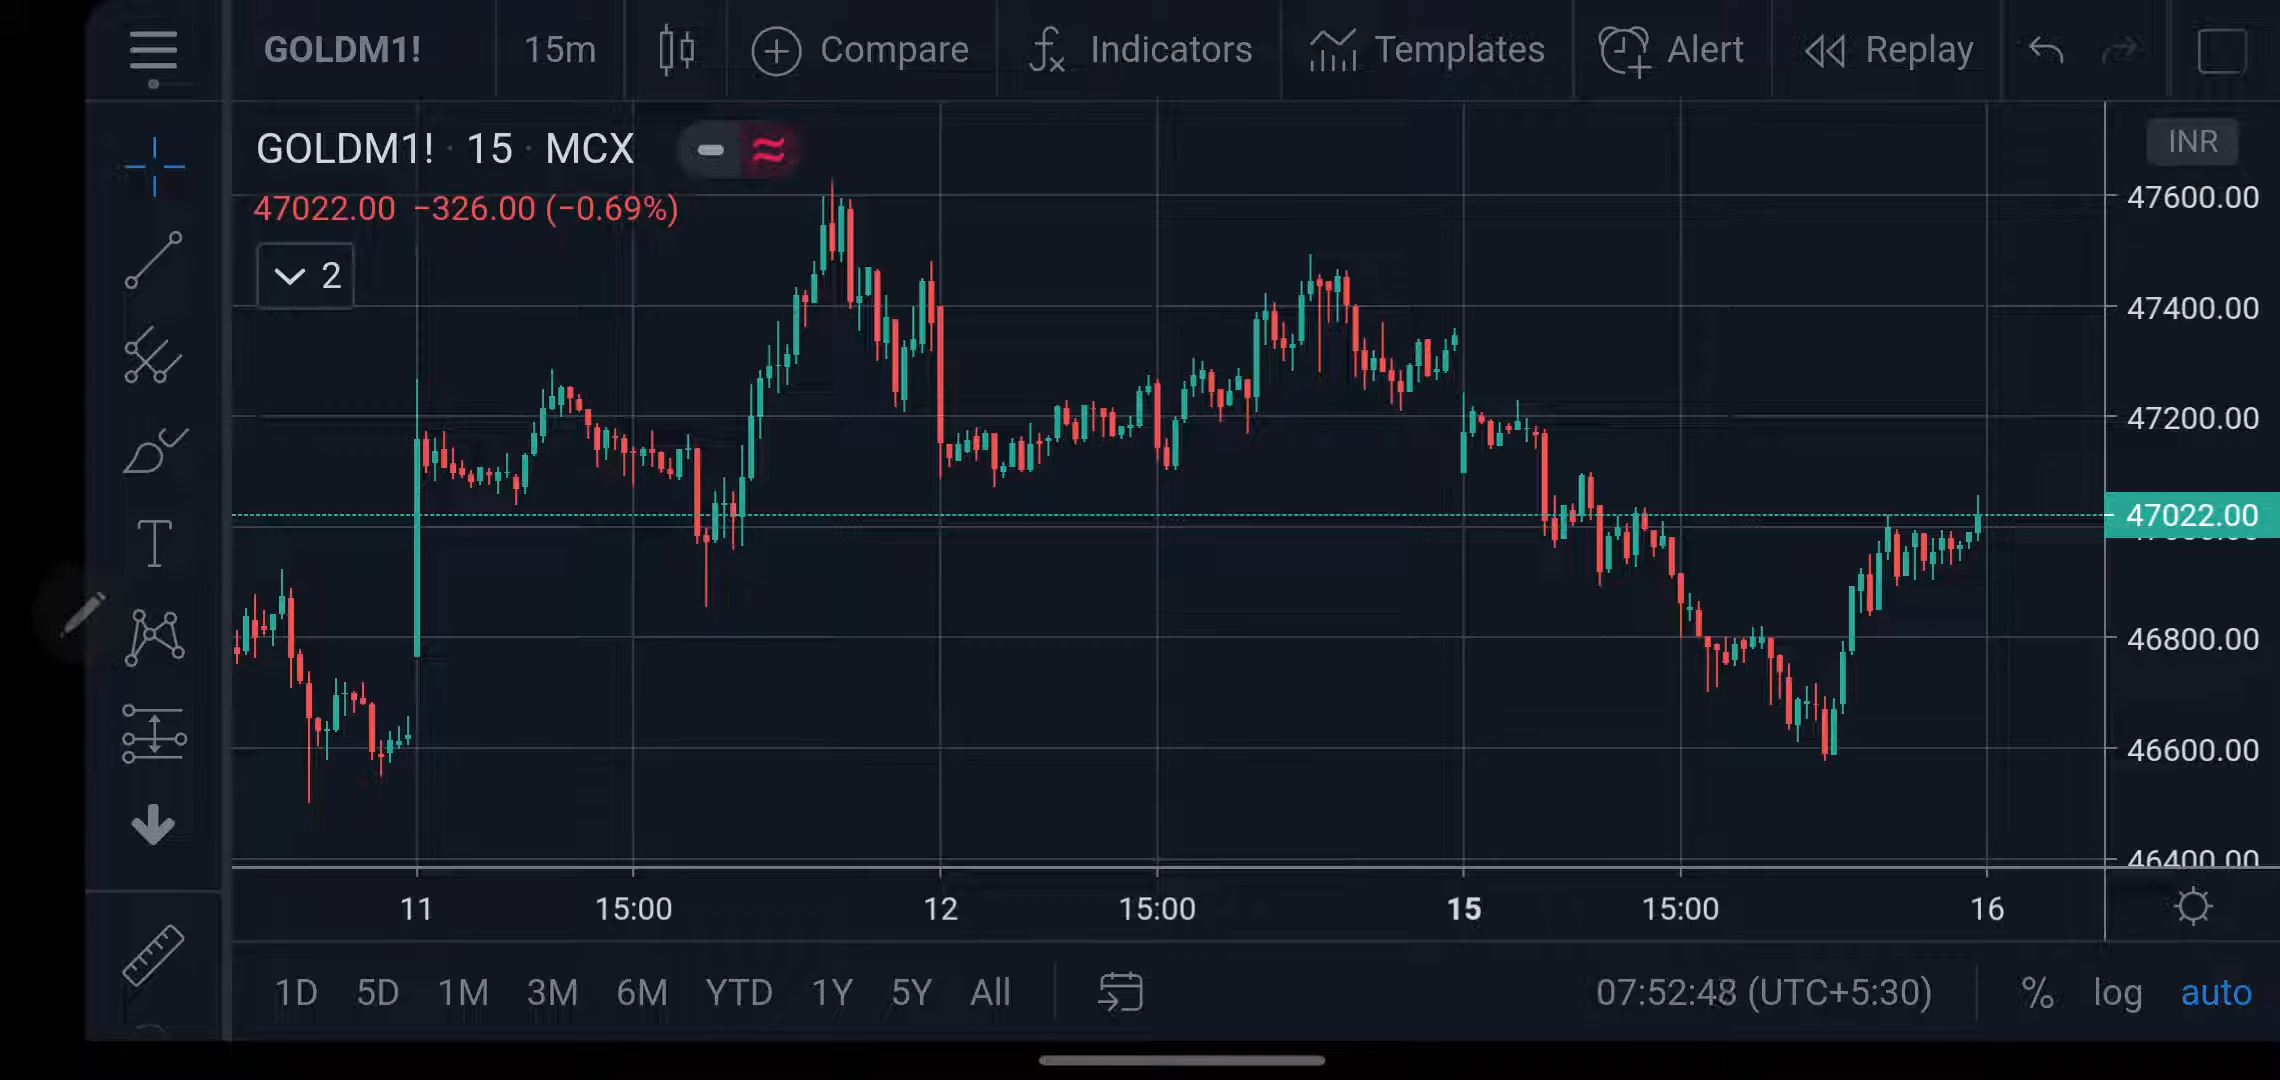 GOLDM1! 15m Compare Indicators Templates Alert Replay
GOLDM1! · 15 · MCX
INR
47022.00 −326.00 (−0.69%)
2
47600.00
47400.00
47200.00
47022.00
46800.00
46600.00
46400.00
11 15:00 12 15:00 15 15:00 16
1D 5D 1M 3M 6M YTD 1Y 5Y All 07:52:48 (UTC+5:30) % log auto